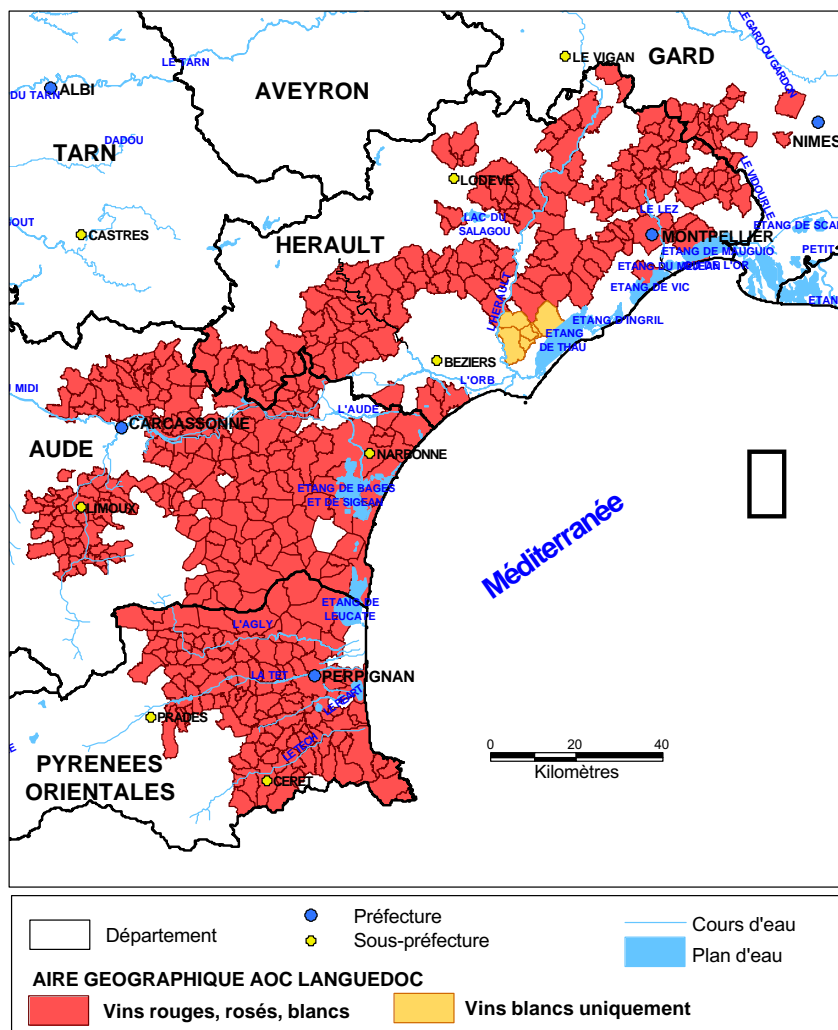 LE VIGAN
GARD
LE GARD OU GARDON
LE TARN
ALBI
DU TARN
AVEYRON
NIMES
DADOU
TARN
LODEVE
LE VIDOURLE
LAC DU
SALAGOU
LE LEZ
CASTRES
HERAULT
MONTPELLIER
ETANG DE MAUGUIO
PETIT
ETANG DE VIC
L'HERAULT
ETANG D'INGRIL
ETANG
DE THAU
BEZIERS
L'ORB
U MIDI
L'AUDE
CARCASSONNE
AUDE
NARBONNE
ETANG DE BAGES
ET DE SIGEAN
LIMOUX
Méditerranée
ETANG DE
LEUCATE
L'AGLY
LA TET
PERPIGNAN
LE REART
PRADES
LE TECH
CERET
PYRENEES
ORIENTALES
0 20 40
Kilomètres
Département
Préfecture
Sous-préfecture
Cours d'eau
Plan d'eau
AIRE GEOGRAPHIQUE AOC LANGUEDOC
Vins rouges, rosés, blancs
Vins blancs uniquement